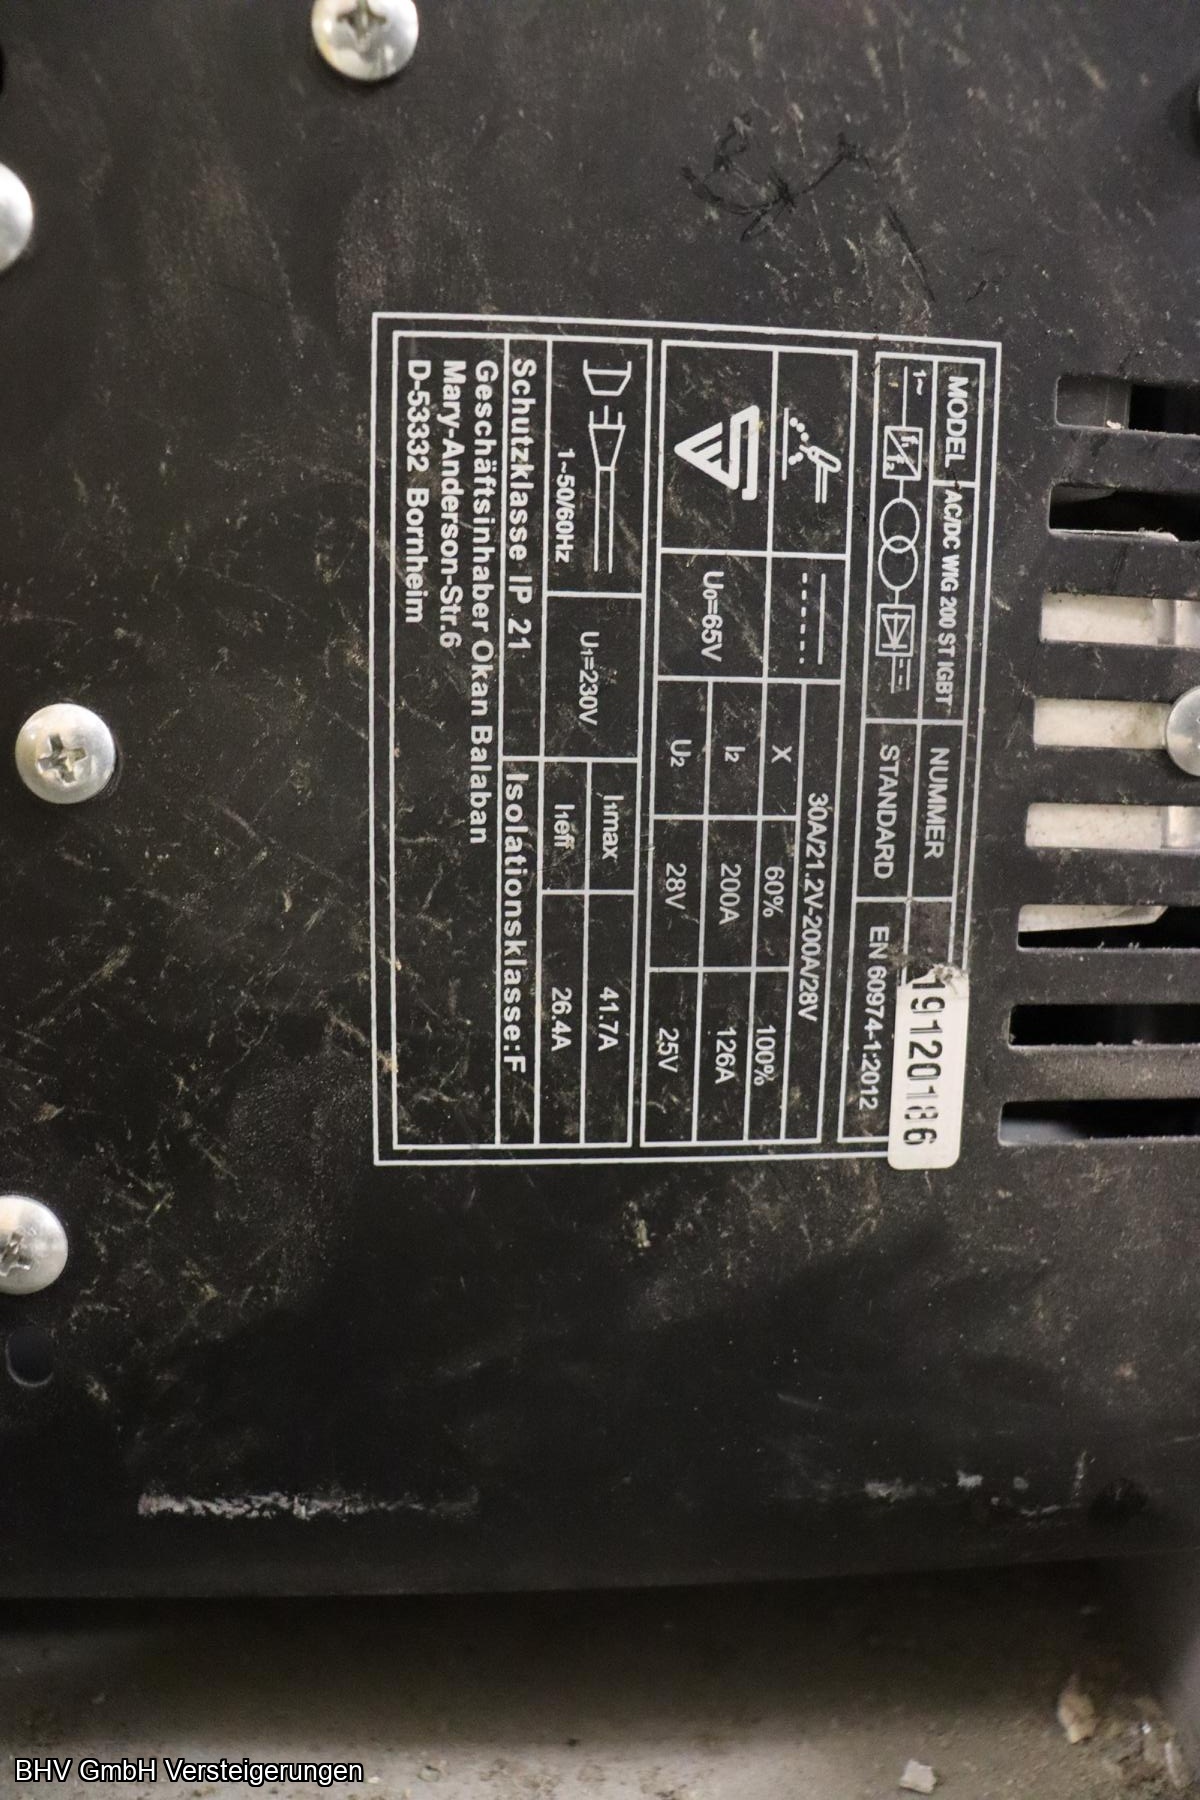 MODEL AC/DC WIG 200 ST IGBT NUMMER 19120186
1~ f₁ f₂ STANDARD EN 60974-1:2012
30A/21.2V-200A/28V
X 60% 100%
U₀=65V I₂ 200A 126A
U₂ 28V 25V
1~50/60Hz U₁=230V I₁max 41.7A
I₁eff 26.4A
Schutzklasse IP 21 Isolationsklasse:F
Geschäftsinhaber Okan Balaban
Mary-Anderson-Str.6
D-53332 Bornheim
BHV GmbH Versteigerungen